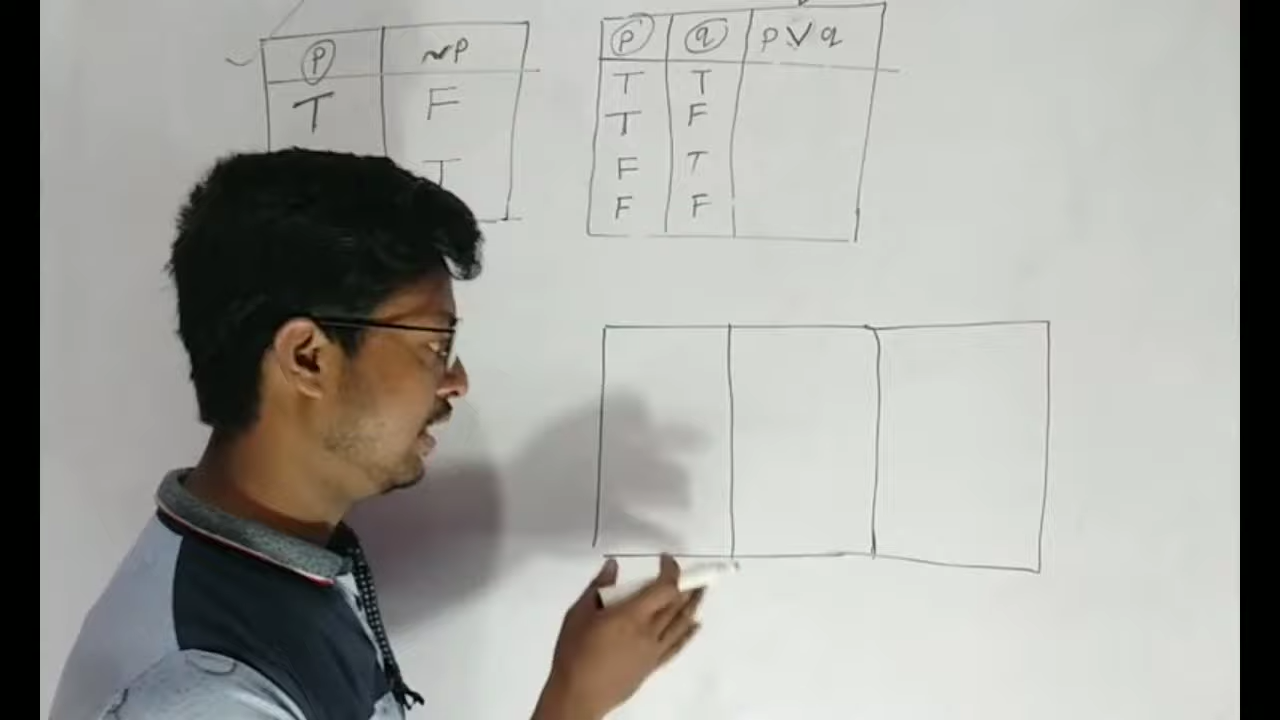 p ~p
T F
T
p q p ∨ q
T T
T F
F T
F F